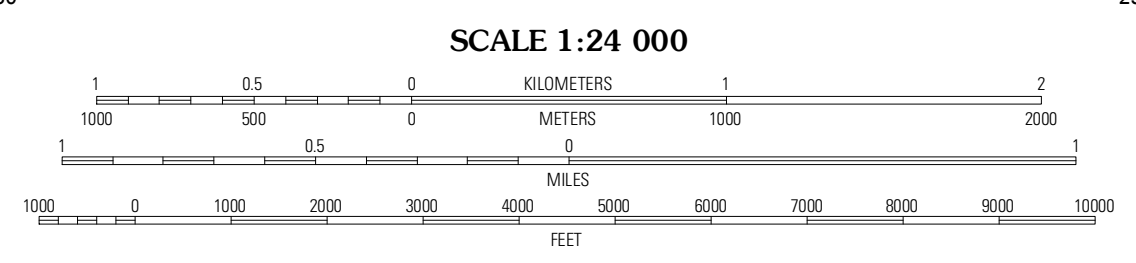 SCALE 1:24 000
1 0.5 0 KILOMETERS 1 2
1000 500 0 METERS 1000 2000
1 0.5 0 1
MILES
1000 0 1000 2000 3000 4000 5000 6000 7000 8000 9000 10000
FEET